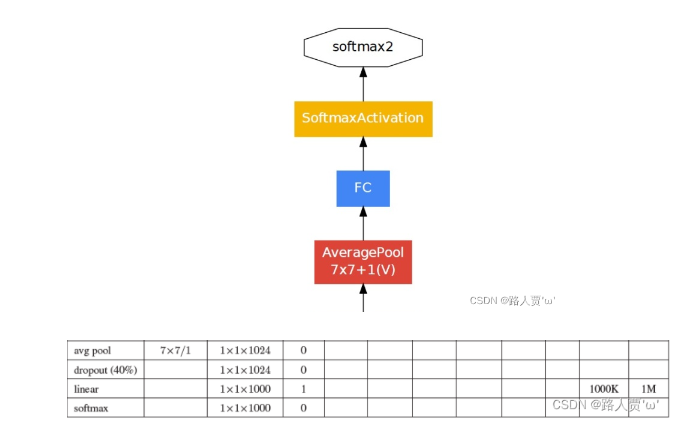 softmax2
SoftmaxActivation
FC
AveragePool
7x7+1(V)
CSDN @路人贾'ω'
avg pool 7×7/1 1×1×1024 0
dropout (40%) 1×1×1024 0
linear 1×1×1000 1 1000K 1M
softmax 1×1×1000 0
CSDN @路人贾'ω'